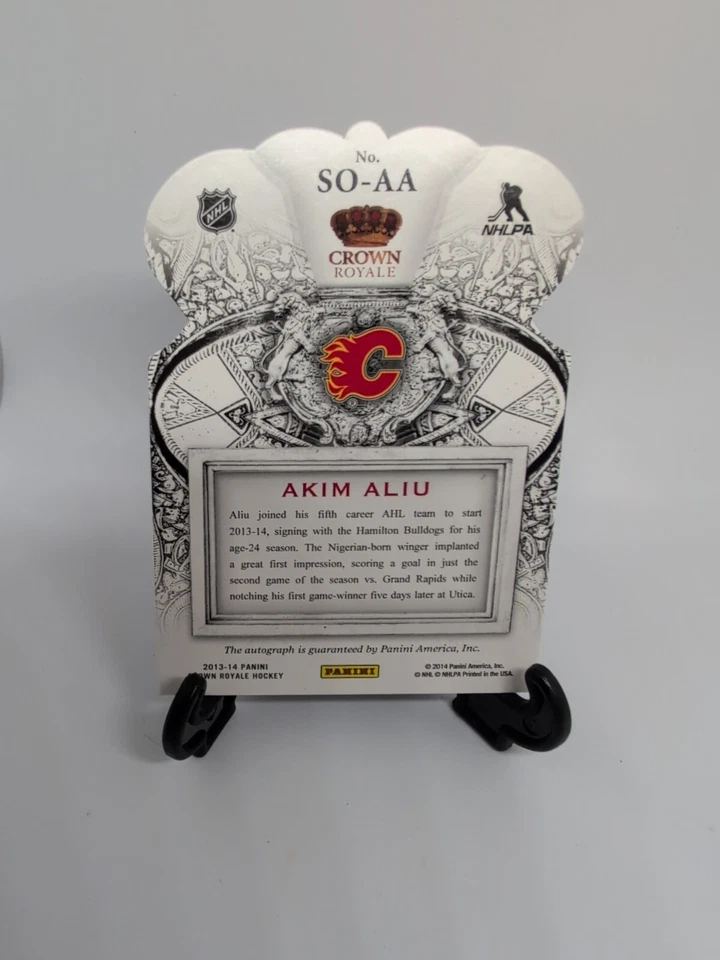 No.
SO-AA
NHL
NHLPA
CROWN
ROYALE
C
AKIM ALIU
Aliu joined his fifth career AHL team to start
2013-14, signing with the Hamilton Bulldogs for his
age-24 season. The Nigerian-born winger implanted
a great first impression, scoring a goal in just the
second game of the season vs. Grand Rapids while
notching his first game-winner five days later at Utica.
The autograph is guaranteed by Panini America, Inc.
2013-14 PANINI
OWN ROYALE HOCKEY
PANINI
© 2014 Panini America, Inc.
© NHL © NHLPA Printed in the USA.